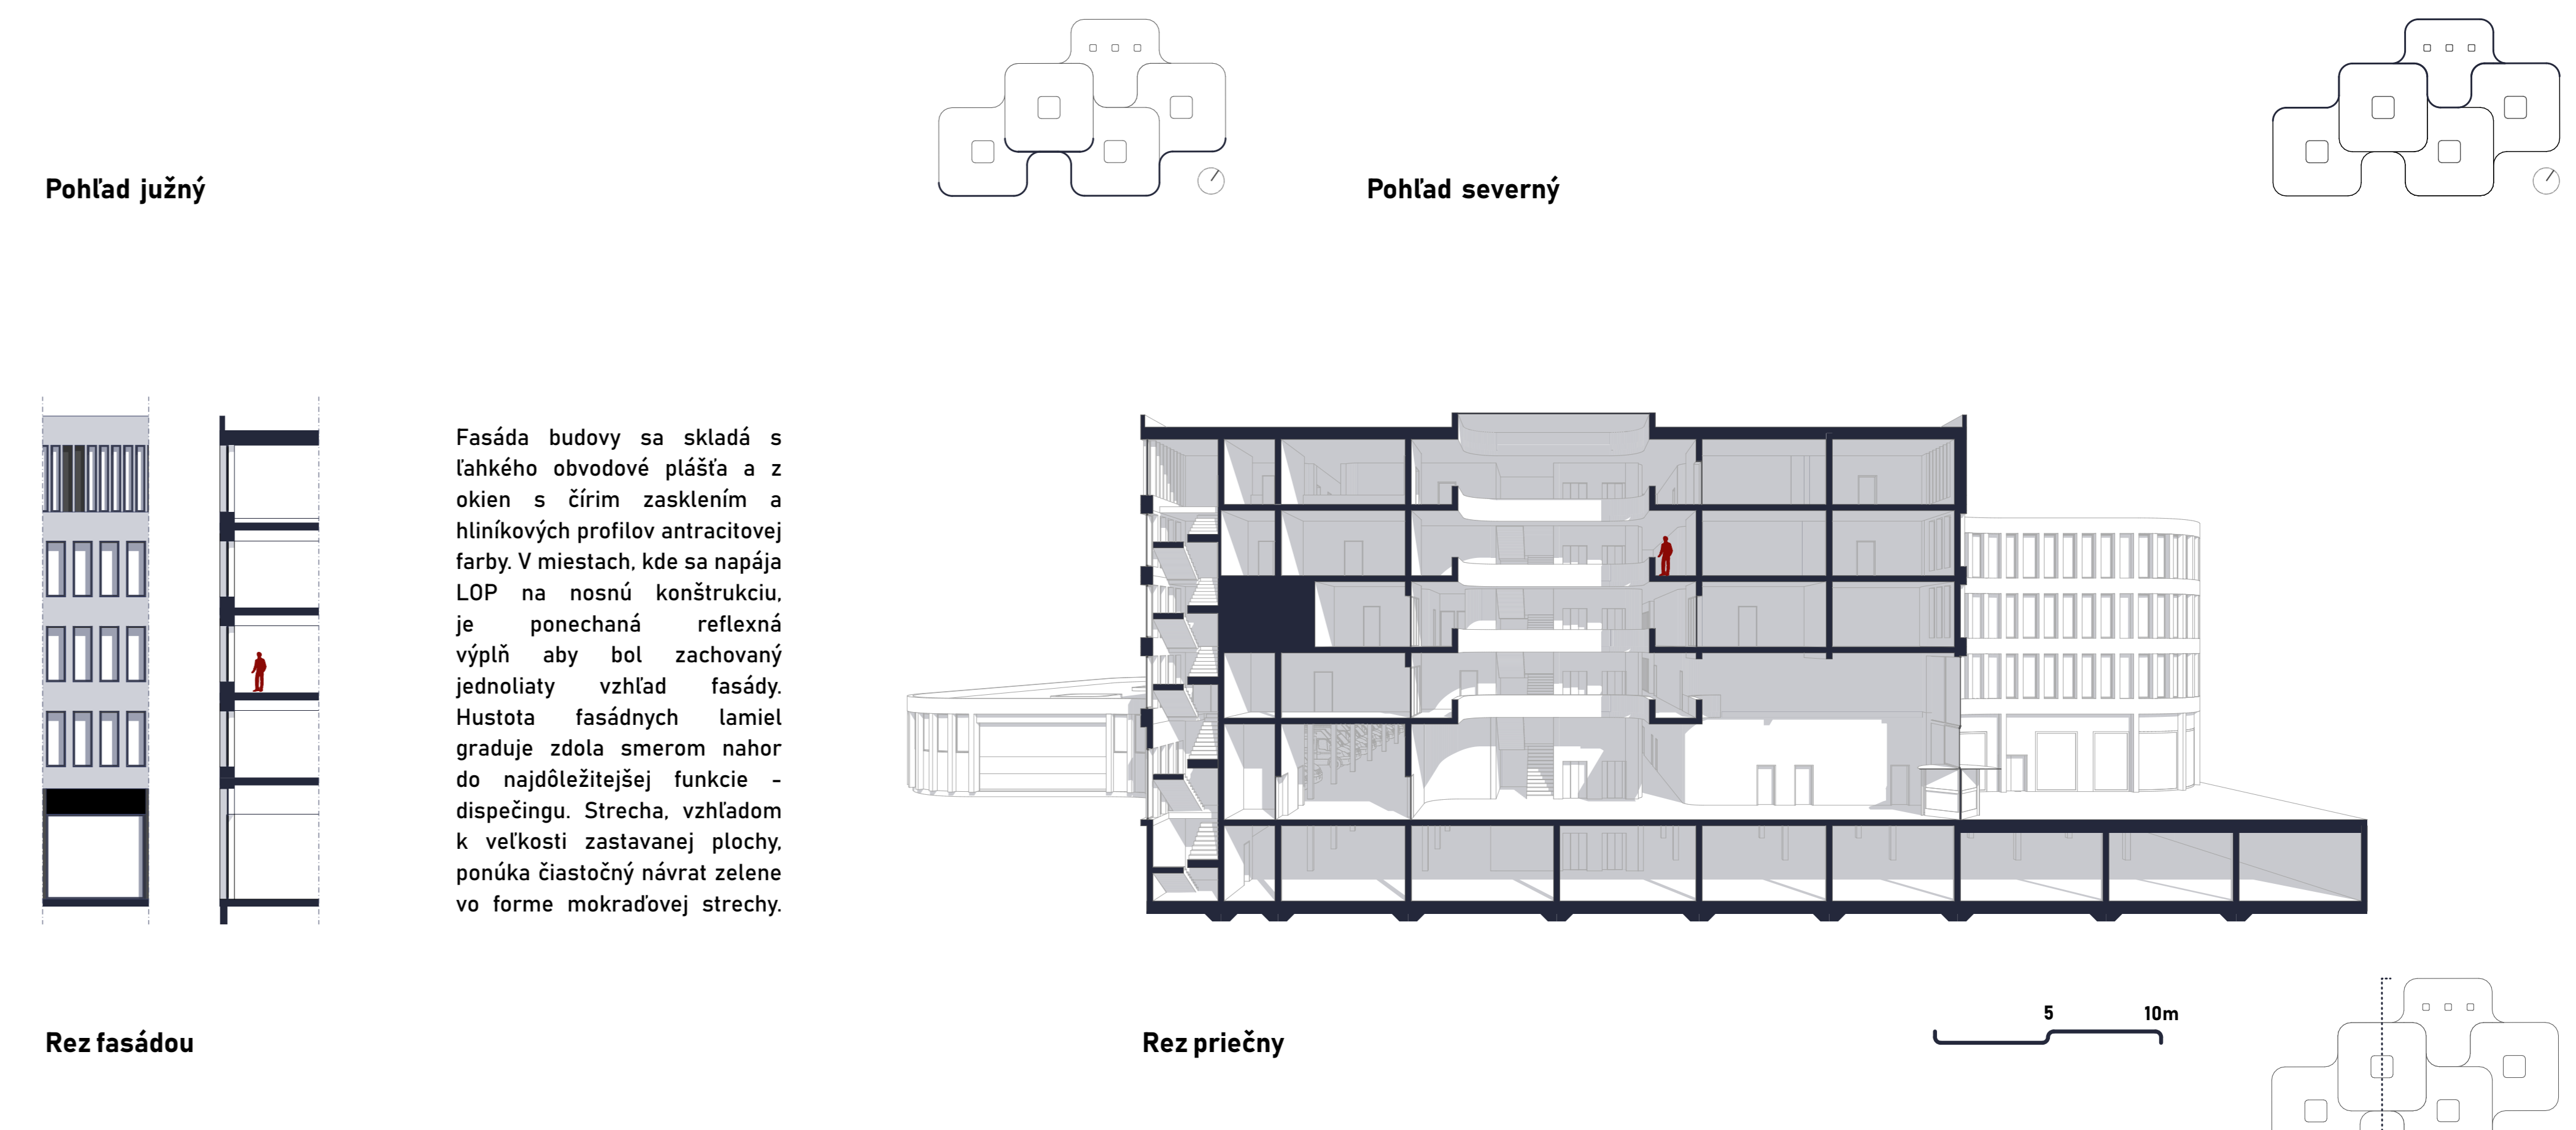 Pohľad južný
Pohľad severný
Fasáda budovy sa skladá s
ľahkého obvodové plášťa a z
okien s čírim zasklením a
hliníkových profilov antracitovej
farby. V miestach, kde sa napája
LOP na nosnú konštrukciu,
je ponechaná reflexná
výplň aby bol zachovaný
jednoliaty vzhľad fasády.
Hustota fasádnych lamiel
graduje zdola smerom nahor
do najdôležitejšej funkcie -
dispečingu. Strecha, vzhľadom
k veľkosti zastavanej plochy,
ponúka čiastočný návrat zelene
vo forme mokraďovej strechy.
Rez fasádou
Rez priečny
5 10m